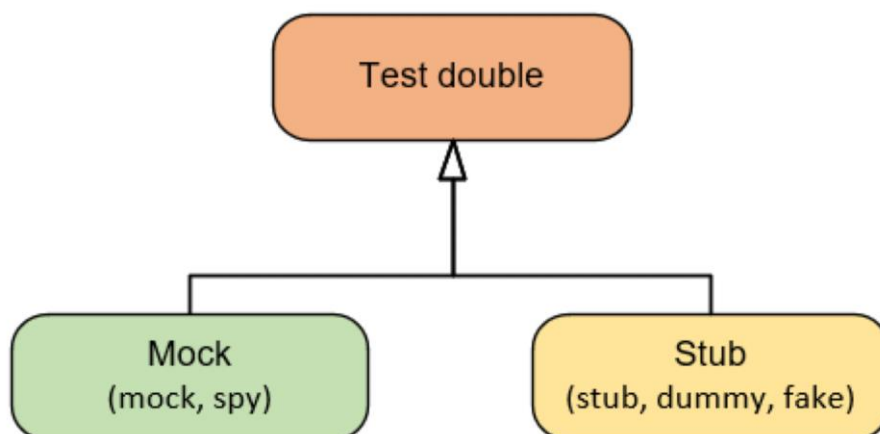 Test double
Mock
(mock, spy)
Stub
(stub, dummy, fake)